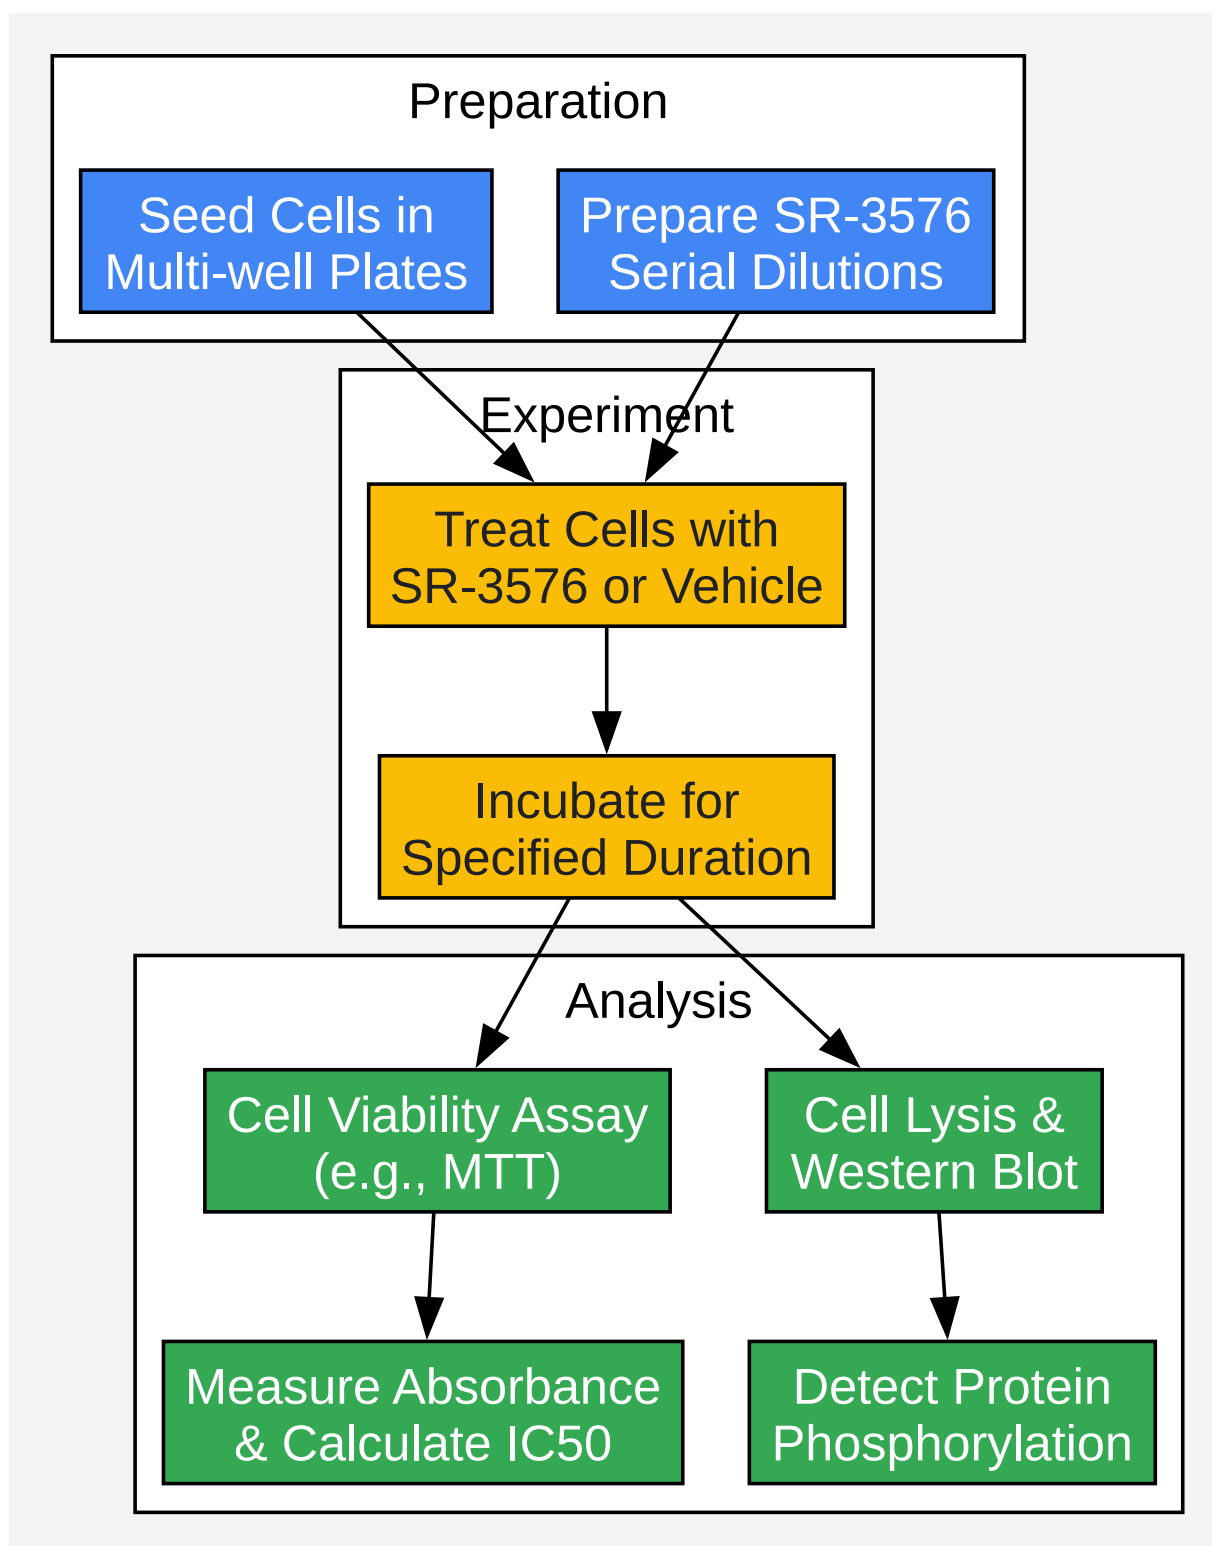 Preparation
Seed Cells in
Multi-well Plates
Prepare SR-3576
Serial Dilutions
Experiment
Treat Cells with
SR-3576 or Vehicle
Incubate for
Specified Duration
Analysis
Cell Viability Assay
(e.g., MTT)
Cell Lysis &
Western Blot
Measure Absorbance
& Calculate IC50
Detect Protein
Phosphorylation